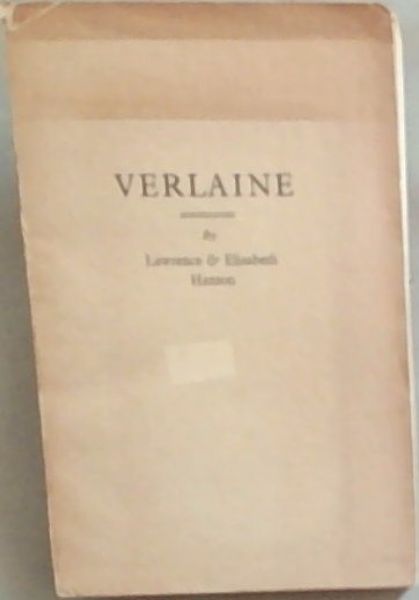 VERLAINE
By
Lawrence & Elisabeth
Hanson